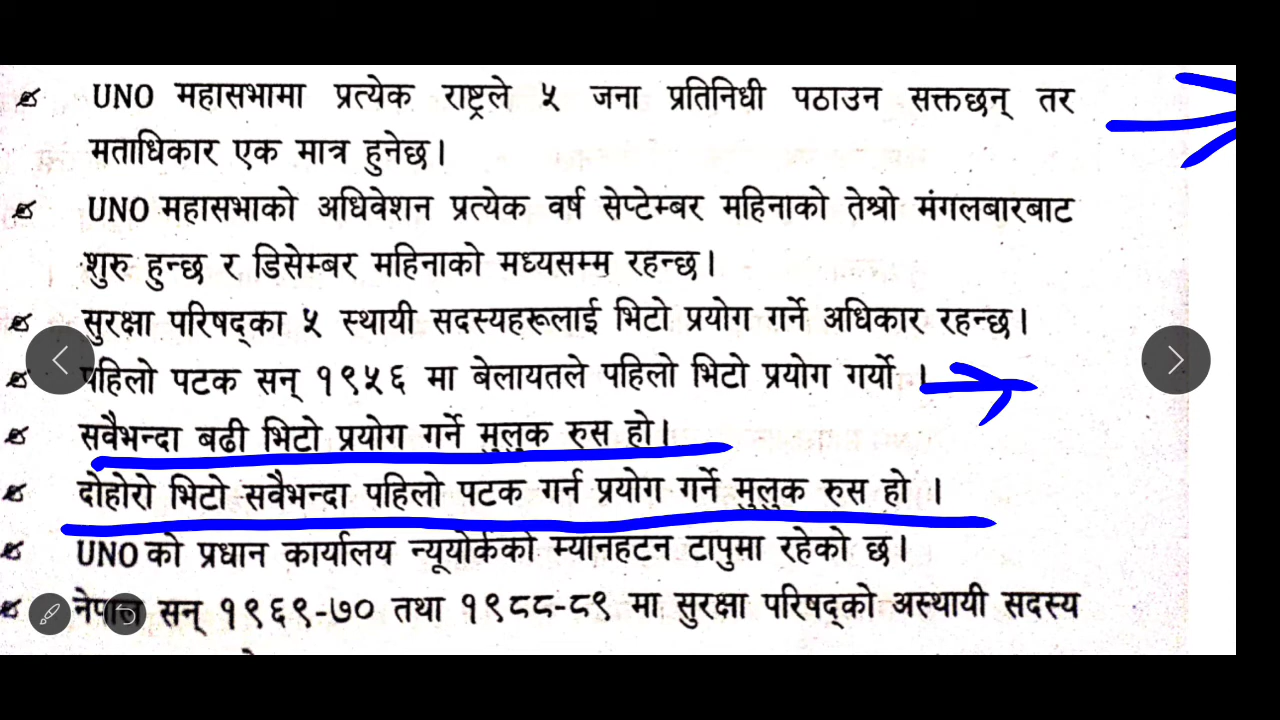 UNO महासभामा प्रत्येक राष्ट्रले ५ जना प्रतिनिधी पठाउन सक्तछन् तर
मताधिकार एक मात्र हुनेछ।
UNO महासभाको अधिवेशन प्रत्येक वर्ष सेप्टेम्बर महिनाको तेश्रो मंगलबारबाट
शुरु हुन्छ र डिसेम्बर महिनाको मध्यसम्म रहन्छ।
सुरक्षा परिषद्का ५ स्थायी सदस्यहरूलाई भिटो प्रयोग गर्ने अधिकार रहन्छ।
पहिलो पटक सन् १९५६ मा बेलायतले पहिलो भिटो प्रयोग गर्यो ।
सवैभन्दा बढी भिटो प्रयोग गर्ने मुलुक रुस हो।
दोहोरो भिटो सवैभन्दा पहिलो पटक गर्न प्रयोग गर्ने मुलुक रुस हो ।
UNO को प्रधान कार्यालय न्यूयोर्कको म्यानहटन टापुमा रहेको छ।
नेपाल सन् १९६९-७० तथा १९८८-८९ मा सुरक्षा परिषद्को अस्थायी सदस्य